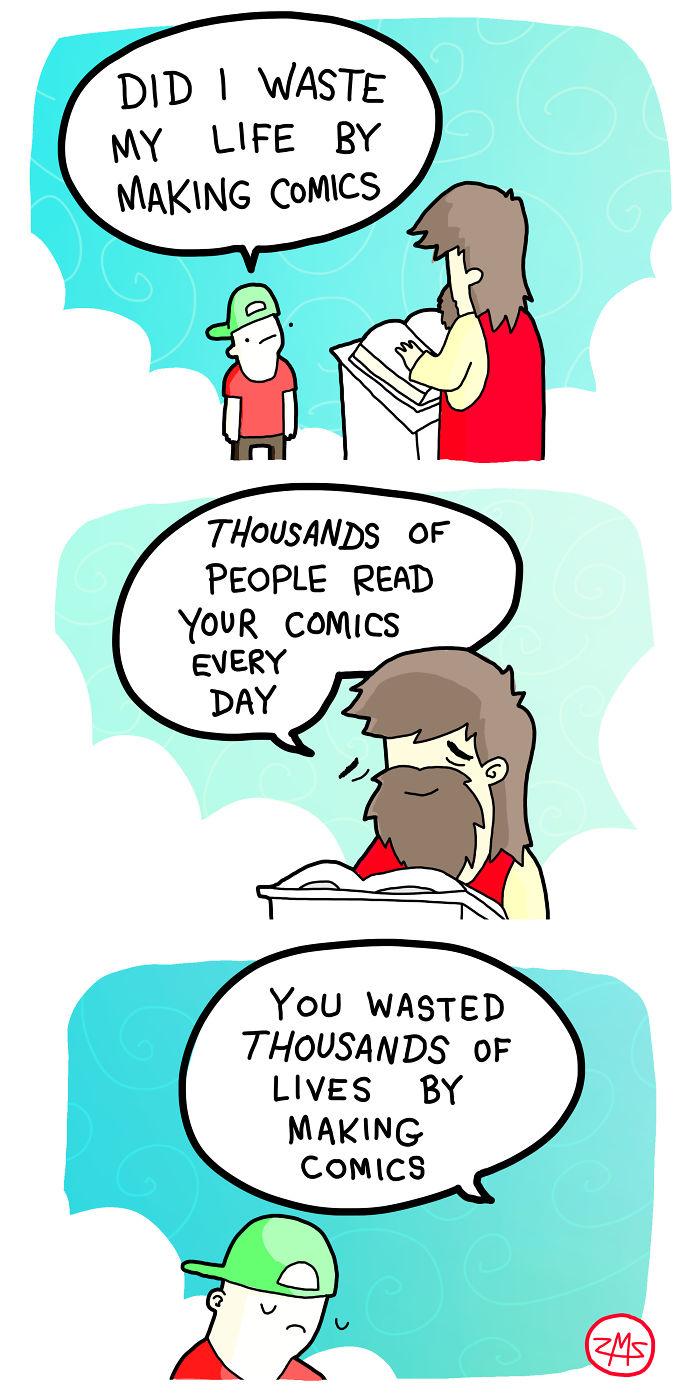 DID I WASTE
MY LIFE BY
MAKING COMICS
THOUSANDS OF
PEOPLE READ
YOUR COMICS
EVERY
DAY
YOU WASTED
THOUSANDS OF
LIVES BY
MAKING
COMICS
ZMS